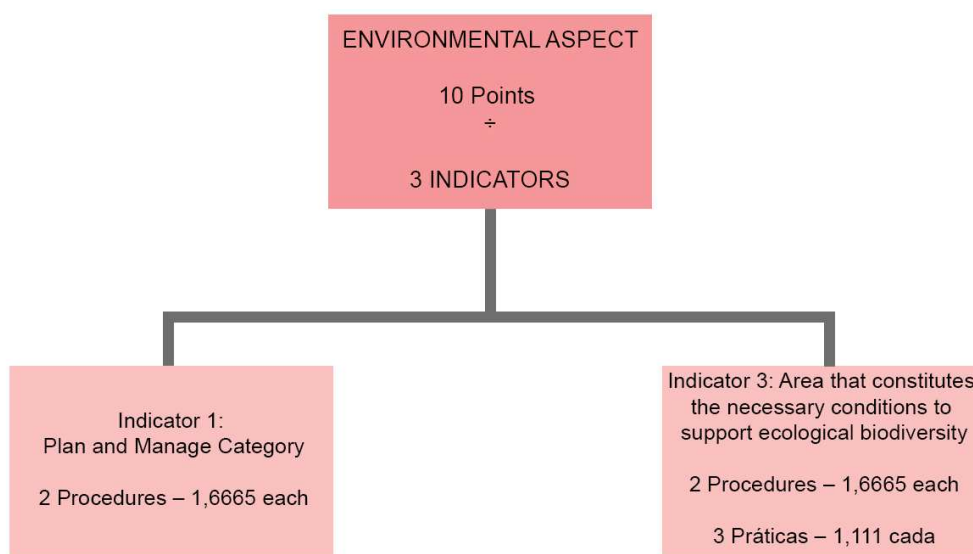 ENVIRONMENTAL ASPECT
10 Points
÷
3 INDICATORS
Indicator 1:
Plan and Manage Category
2 Procedures – 1,6665 each
Indicator 3: Area that constitutes
the necessary conditions to
support ecological biodiversity
2 Procedures – 1,6665 each
3 Práticas – 1,111 cada